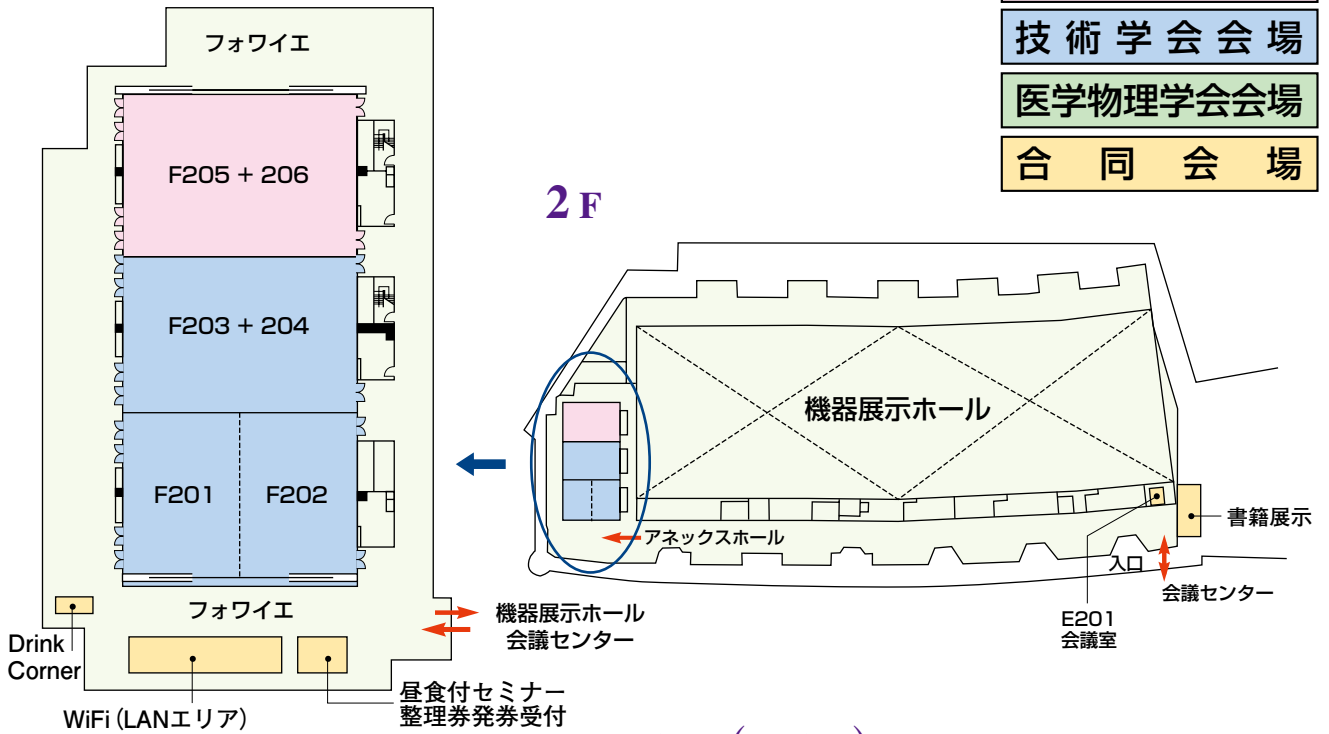 フォワイエ
F205 + 206
F203 + 204
F201
F202
フォワイエ
Drink
Corner
WiFi (LANエリア)
昼食付セミナー
整理券発券受付
機器展示ホール
会議センター
2 F
技術学会会場
医学物理学会会場
合同会場
機器展示ホール
アネックスホール
入口
会議センター
書籍展示
E201
会議室